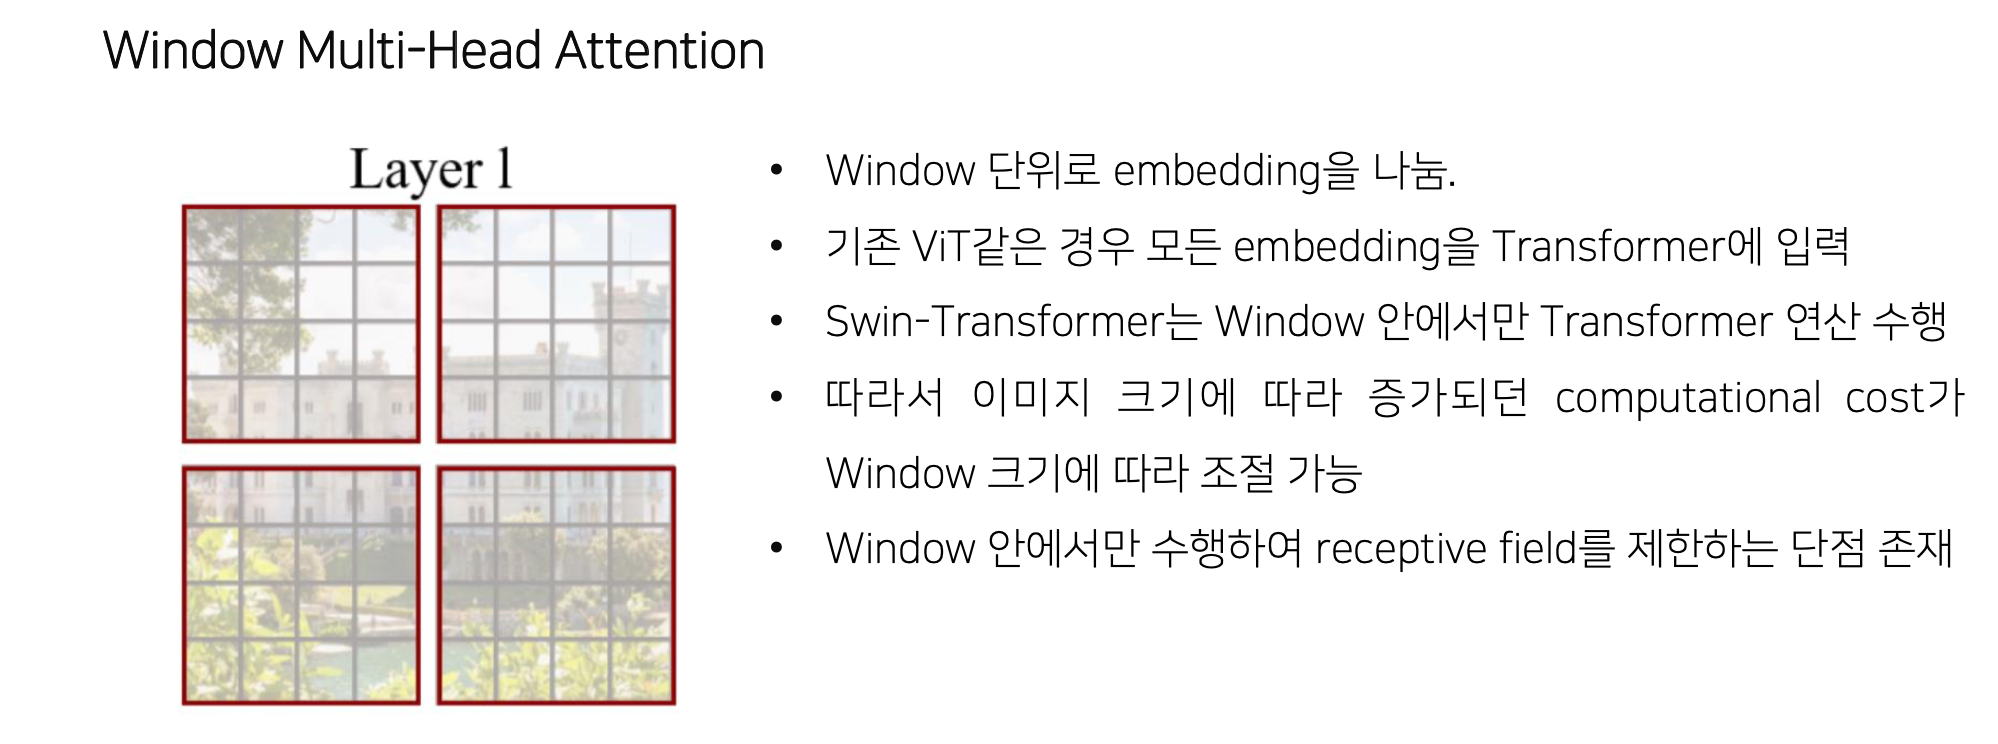 Window Multi-Head Attention
Layer 1
• Window 단위로 embedding을 나눔.
• 기존 ViT같은 경우 모든 embedding을 Transformer에 입력
• Swin-Transformer는 Window 안에서만 Transformer 연산 수행
• 따라서 이미지 크기에 따라 증가되던 computational cost가
Window 크기에 따라 조절 가능
• Window 안에서만 수행하여 receptive field를 제한하는 단점 존재